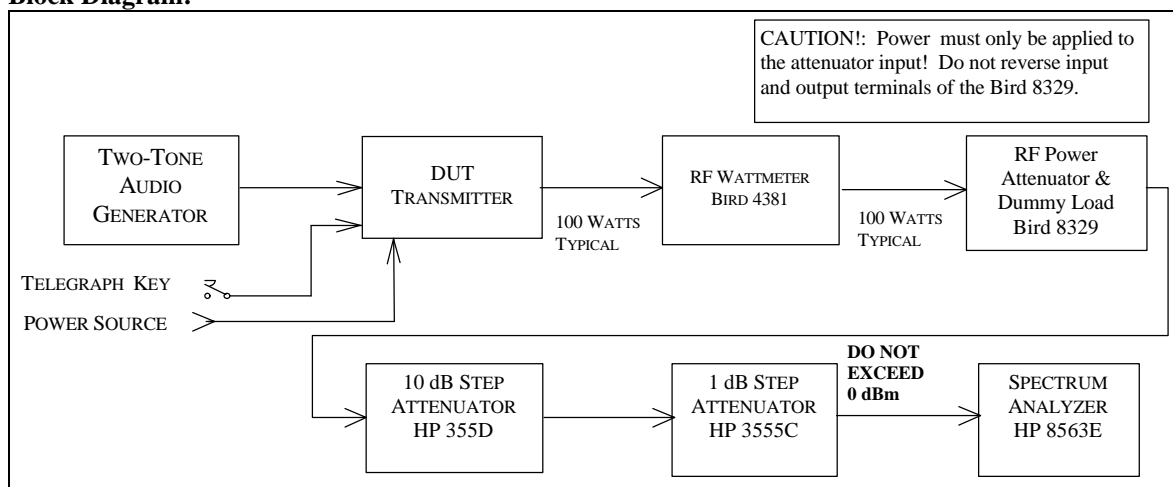 Block Diagram:
CAUTION!: Power must only be applied to
the attenuator input! Do not reverse input
and output terminals of the Bird 8329.
TWO-TONE
AUDIO
GENERATOR
DUT
TRANSMITTER
100 WATTS
TYPICAL
RF WATTMETER
BIRD 4381
100 WATTS
TYPICAL
RF Power
Attenuator &
Dummy Load
Bird 8329
TELEGRAPH KEY
POWER SOURCE
10 dB STEP
ATTENUATOR
HP 355D
1 dB STEP
ATTENUATOR
HP 3555C
DO NOT
EXCEED
0 dBm
SPECTRUM
ANALYZER
HP 8563E